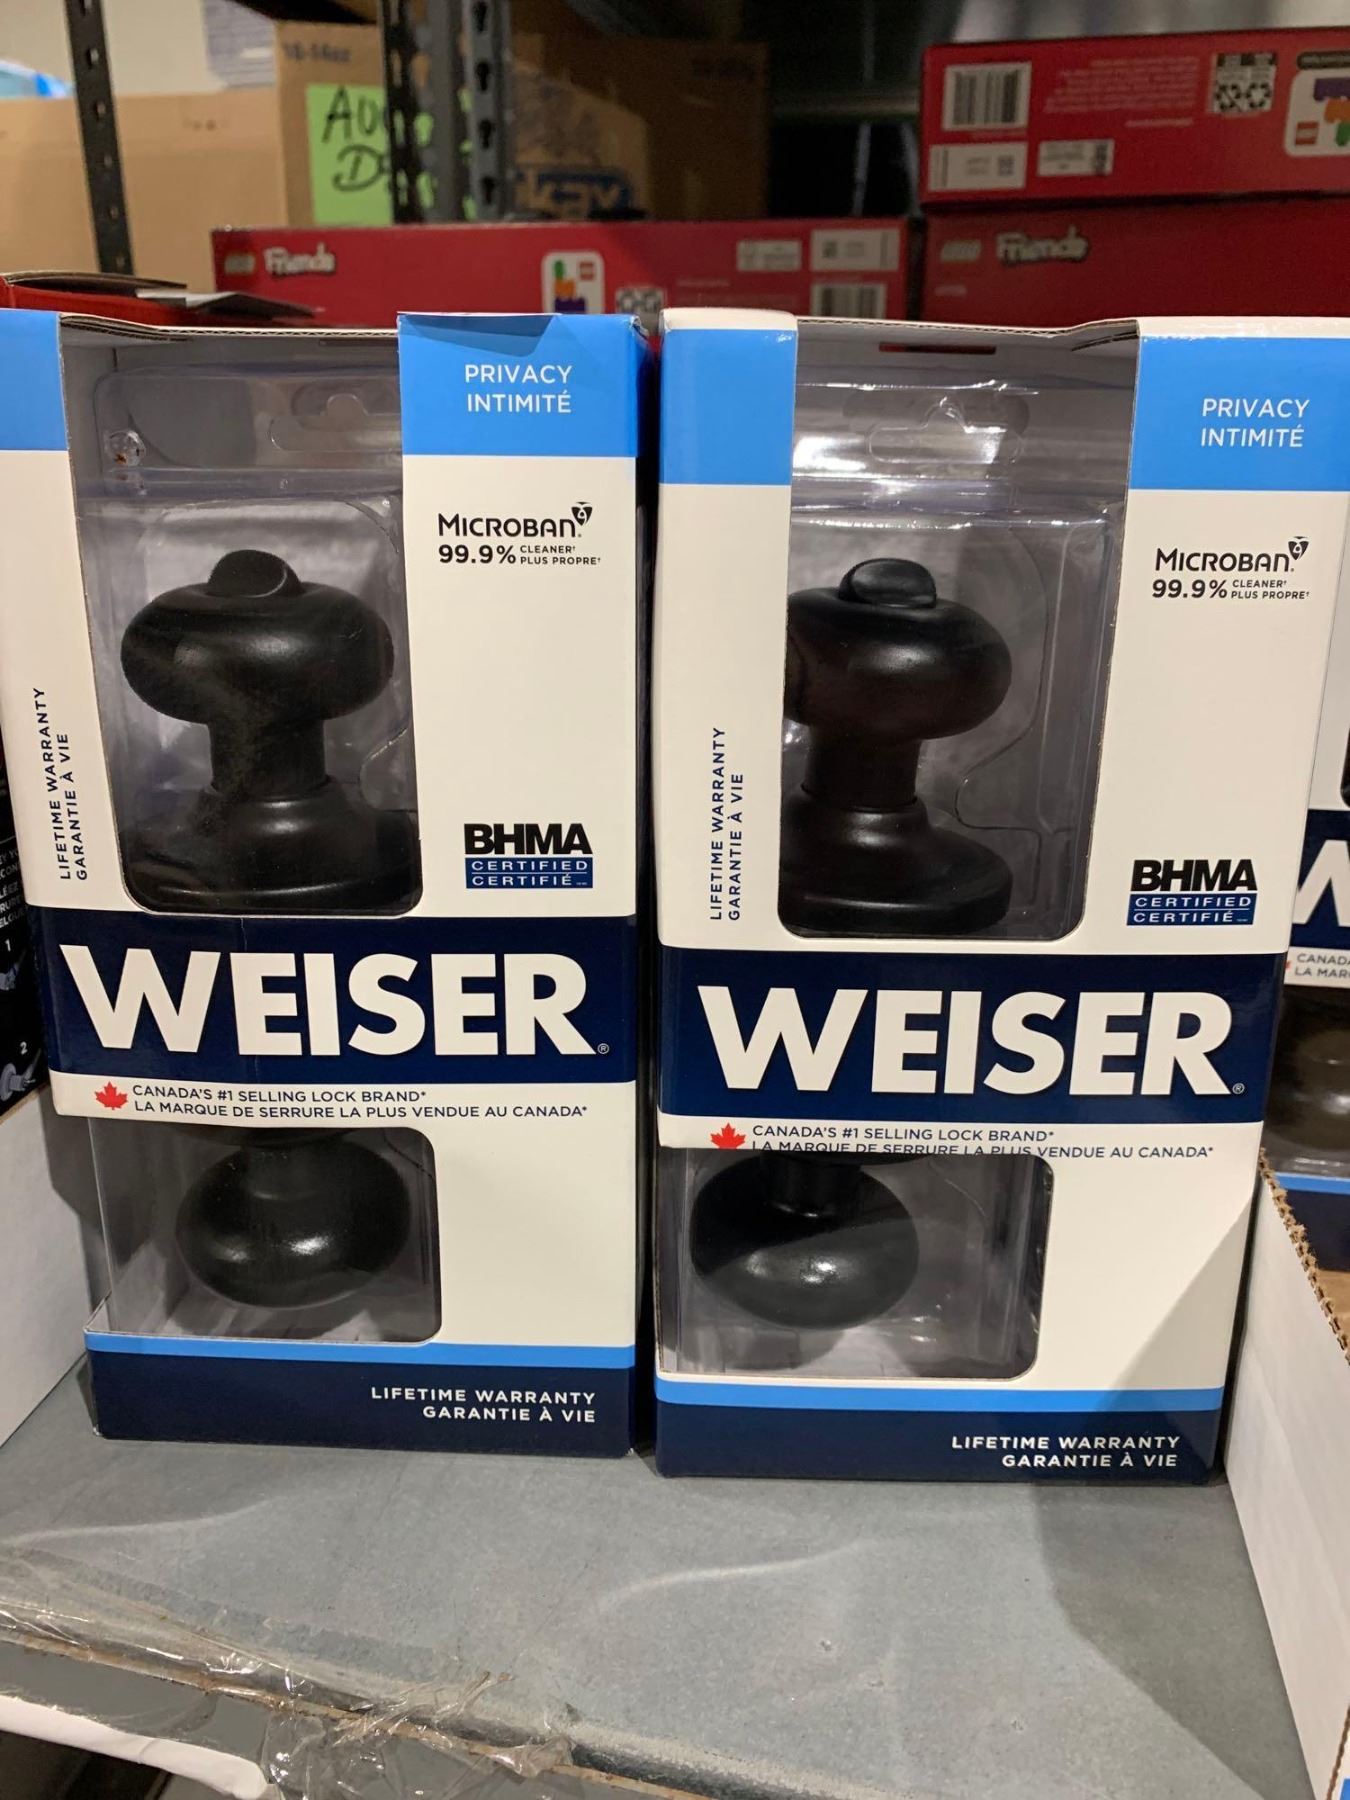 Friends
Friends
PRIVACY
INTIMITÉ
MICROBAN
99.9% CLEANER†
PLUS PROPRE†
LIFETIME WARRANTY
GARANTIE À VIE
BHMA
CERTIFIED
CERTIFIÉ
WEISER®
CANADA'S #1 SELLING LOCK BRAND*
LA MARQUE DE SERRURE LA PLUS VENDUE AU CANADA*
LIFETIME WARRANTY
GARANTIE À VIE
PRIVACY
INTIMITÉ
MICROBAN®
99.9% CLEANER†
PLUS PROPRE†
LIFETIME WARRANTY
GARANTIE À VIE
BHMA
CERTIFIED
CERTIFIÉ
WEISER®
CANADA'S #1 SELLING LOCK BRAND*
LA MARQUE DE SERRURE LA PLUS VENDUE AU CANADA*
LIFETIME WARRANTY
GARANTIE À VIE
1
2